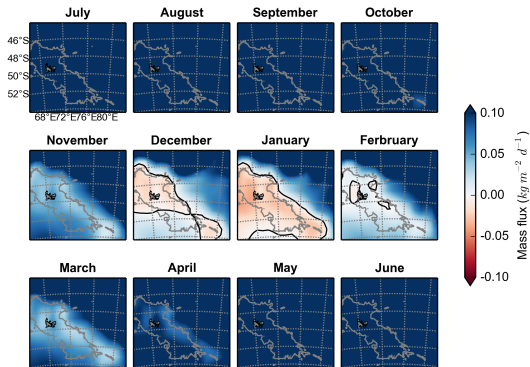 July August September October
46°S
48°S
50°S
52°S
68°E72°E76°E80°E
November December January Ferbruary
0.10
0.05
0.00
-0.05
-0.10
Mass flux (kg m⁻² d⁻¹)
March April May June